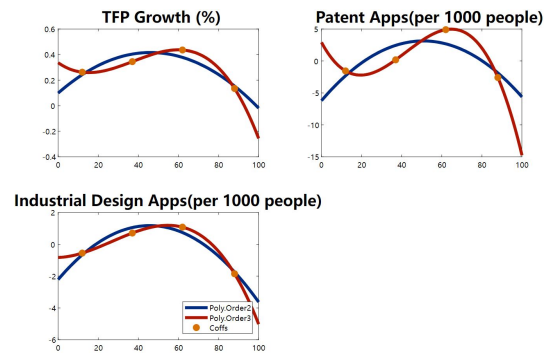 TFP Growth (%)
0.6
0.4
0.2
0
-0.2
-0.4
0 20 40 60 80 100
Patent Apps(per 1000 people)
5
0
-5
-10
-15
0 20 40 60 80 100
Industrial Design Apps(per 1000 people)
2
0
-2
-4
-6
0 20 40 60 80 100
Poly.Order2
Poly.Order3
Coffs